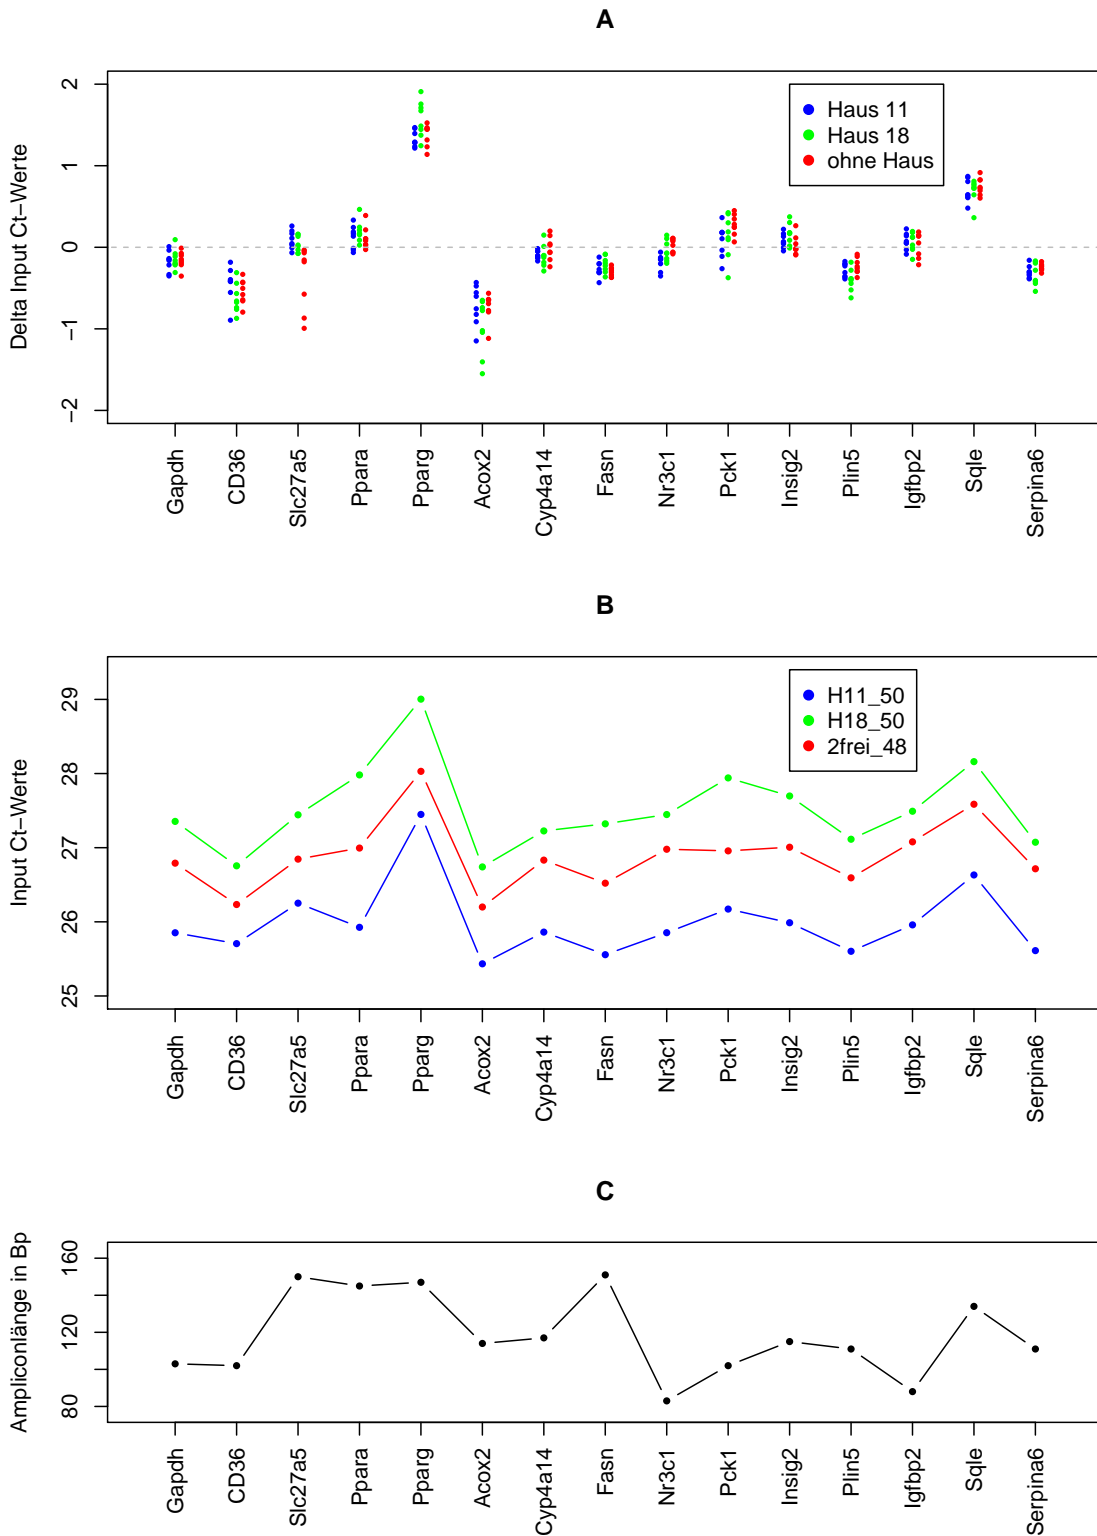 A
Delta Input Ct−Werte
2
1
0
−1
−2
Haus 11
Haus 18
ohne Haus
Gapdh
CD36
Slc27a5
Ppara
Pparg
Acox2
Cyp4a14
Fasn
Nr3c1
Pck1
Insig2
Plin5
Igfbp2
Sqle
Serpina6
B
Input Ct−Werte
29
28
27
26
25
H11_50
H18_50
2frei_48
Gapdh
CD36
Slc27a5
Ppara
Pparg
Acox2
Cyp4a14
Fasn
Nr3c1
Pck1
Insig2
Plin5
Igfbp2
Sqle
Serpina6
C
Ampliconlänge in Bp
160
120
80
Gapdh
CD36
Slc27a5
Ppara
Pparg
Acox2
Cyp4a14
Fasn
Nr3c1
Pck1
Insig2
Plin5
Igfbp2
Sqle
Serpina6